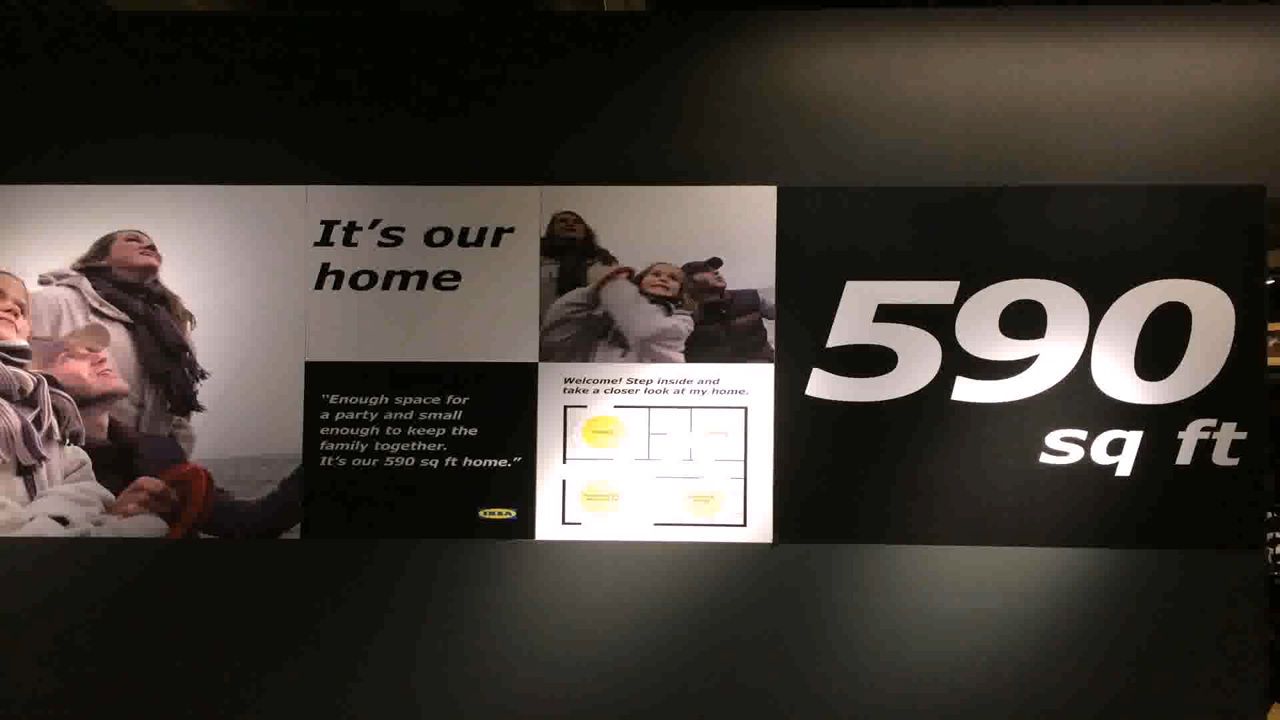 It's our
home
"Enough space for
a party and small
enough to keep the
family together.
It's our 590 sq ft home."
IKEA
Welcome! Step inside and
take a closer look at my home.
590
sq ft